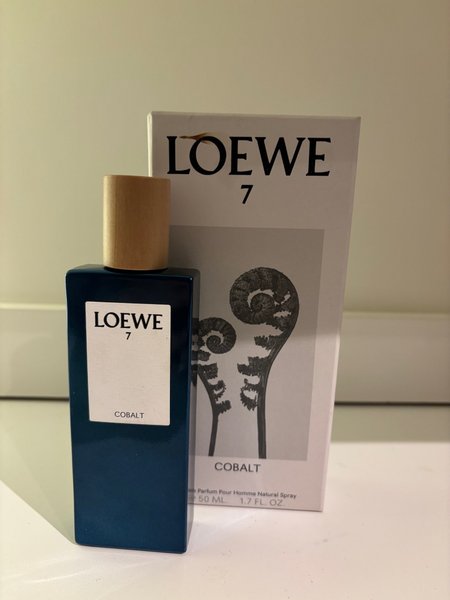 LOEWE
7
COBALT
LOEWE
7
COBALT
Parfum Pour Homme Natural Spray
50 ML. 1.7 FL. OZ.